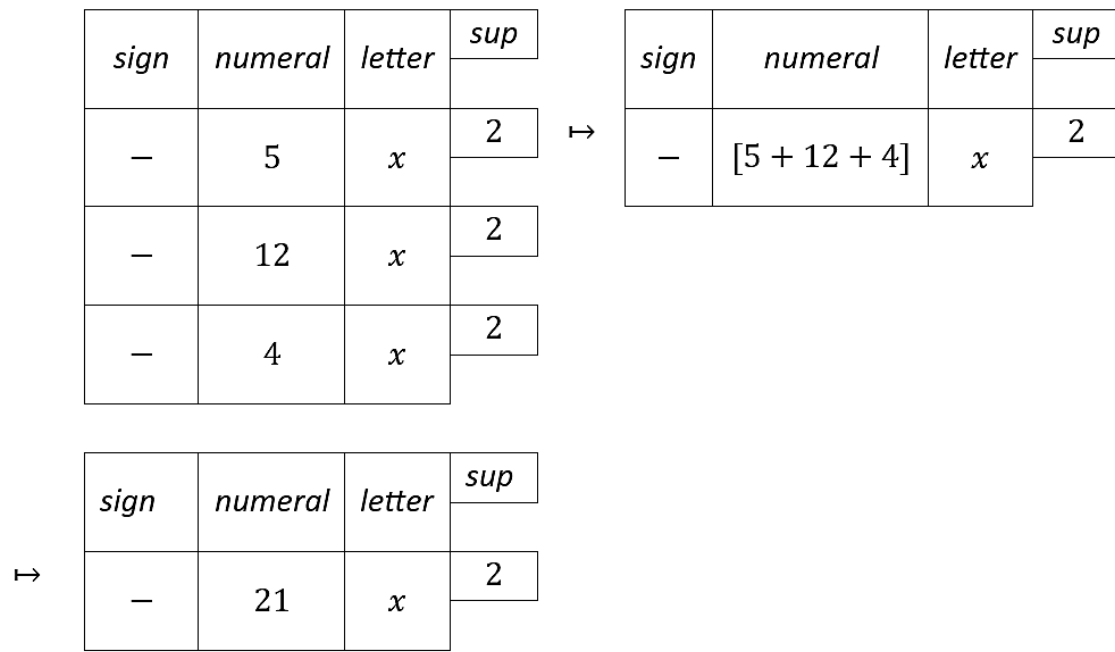 sign numeral letter sup ↦ sign numeral letter sup
− 5 x 2 − [5 + 12 + 4] x 2
− 12 x 2
− 4 x 2
↦ sign numeral letter sup
− 21 x 2